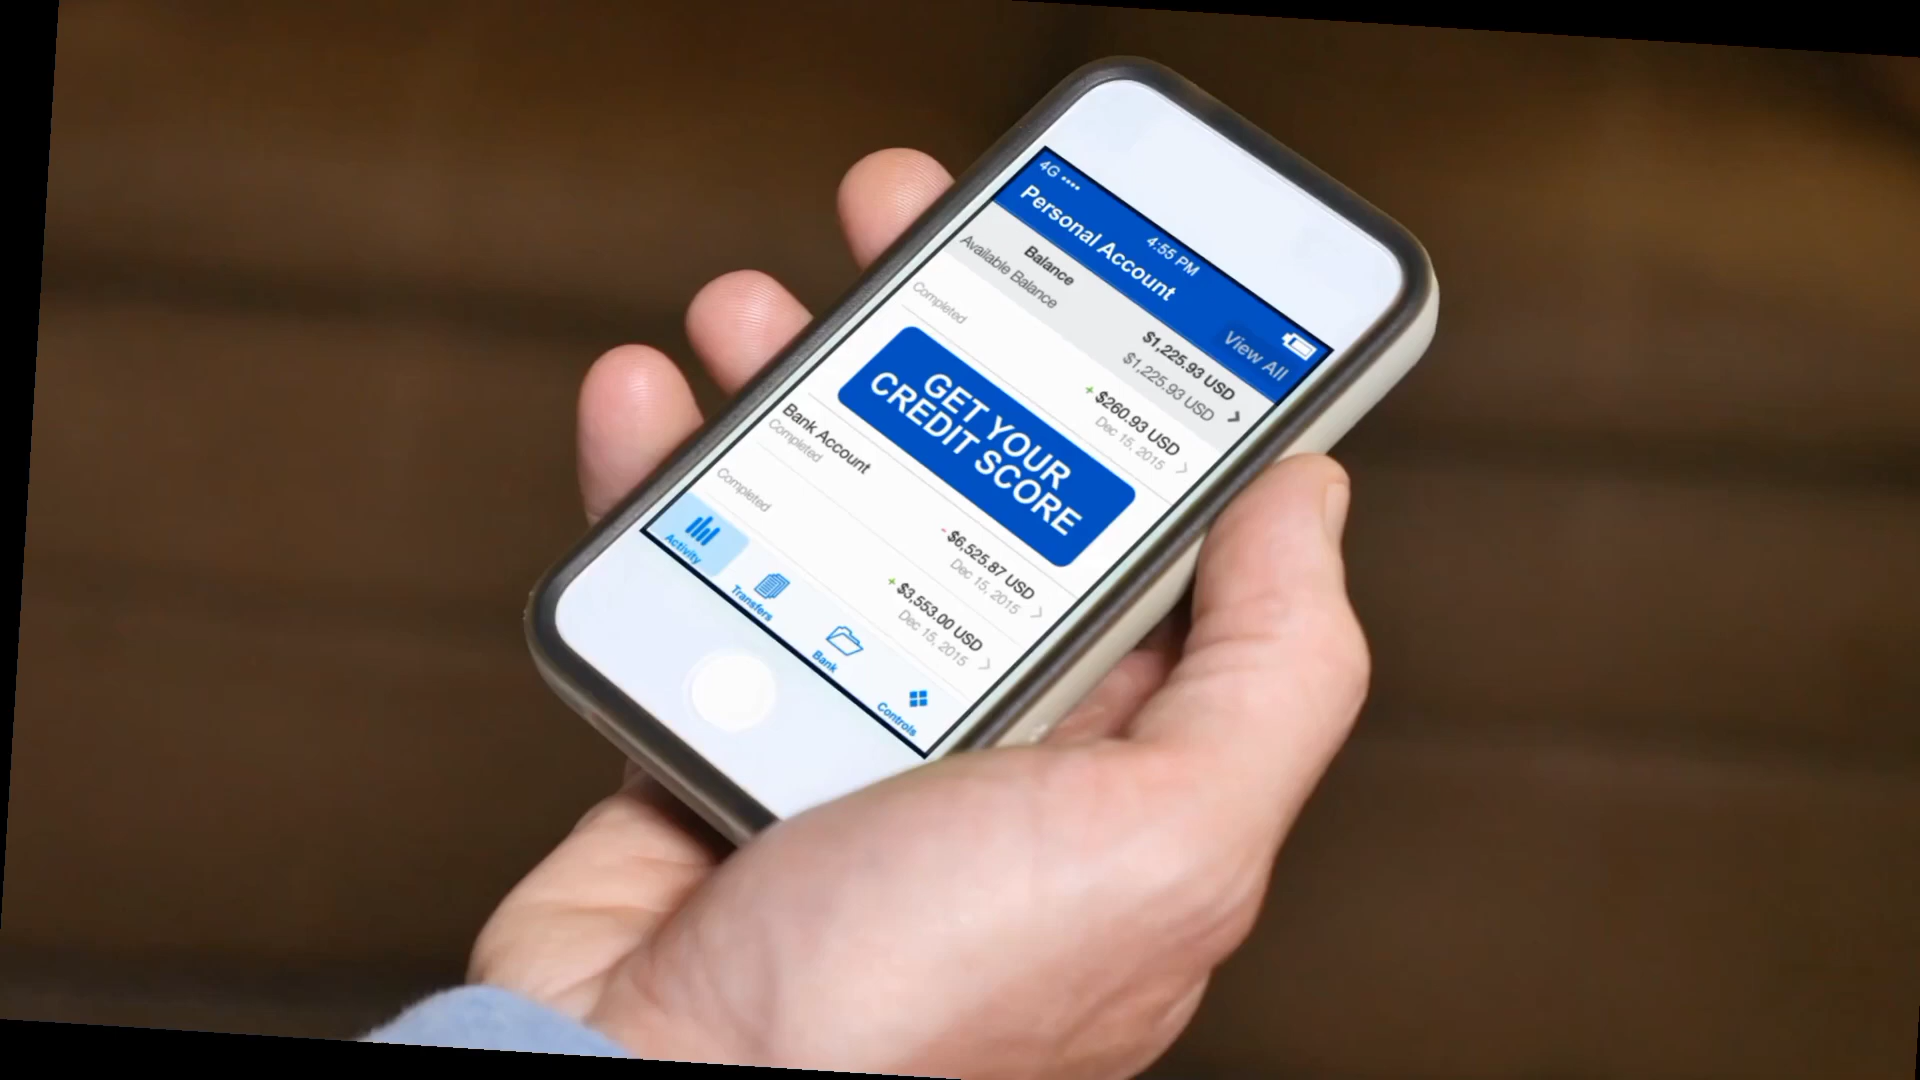 4G
4:55 PM
Personal Account
View All
Balance
$1,225.93 USD
Available Balance
$1,225.93 USD
+ $260.93 USD
Completed
Dec 15, 2015
GET YOUR
CREDIT SCORE
Bank Account
- $6,525.87 USD
Completed
Dec 15, 2015
+ $3,553.00 USD
Completed
Dec 15, 2015
Activity
Transfers
Bank
Controls